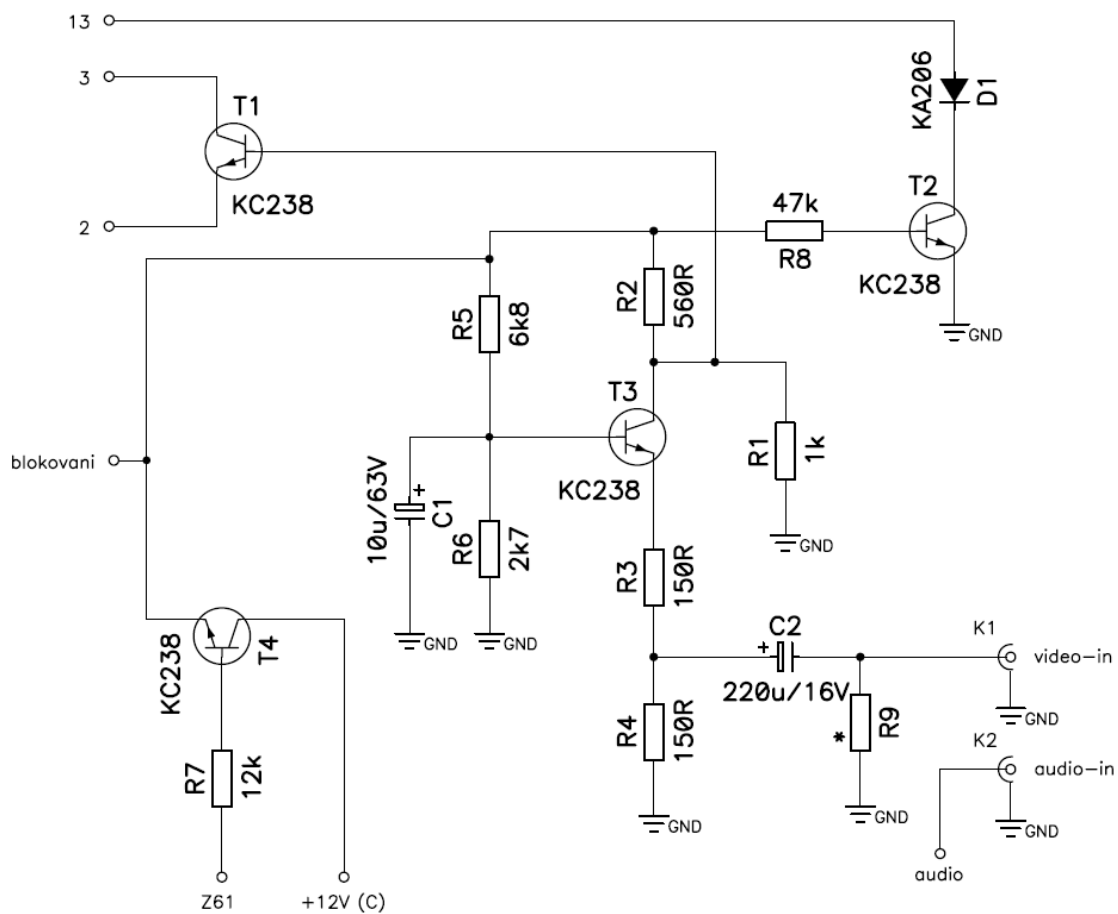 13
3
T1
KC238
2
KA206
D1
47k
R8
T2
KC238
GND
R5
6k8
R2
560R
T3
KC238
R1
1k
GND
blokovani
10u/63V
+
C1
GND
R6
2k7
GND
R3
150R
KC238
T4
R4
150R
GND
C2
+
220u/16V
*
R9
GND
K1
video-in
GND
K2
audio-in
GND
audio
R7
12k
Z61
+12V (C)